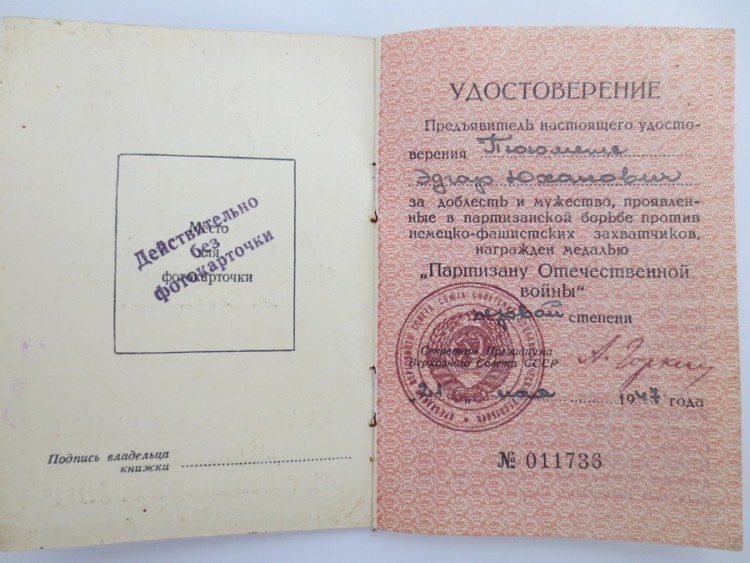 Место
для
фотокарточки
Действительно
без
фотокарточки
Подпись владельца
книжки
УДОСТОВЕРЕНИЕ
Предъявитель настоящего удосто-
верения
Эдгар Юханович
за доблесть и мужество, проявлен-
ные в партизанской борьбе против
немецко-фашистских захватчиков,
награжден медалью
„Партизану Отечественной
войны“
первой степени
Секретарь Президиума
Верховного Совета СССР
А. Горкин
мая 1947 года
№ 011736